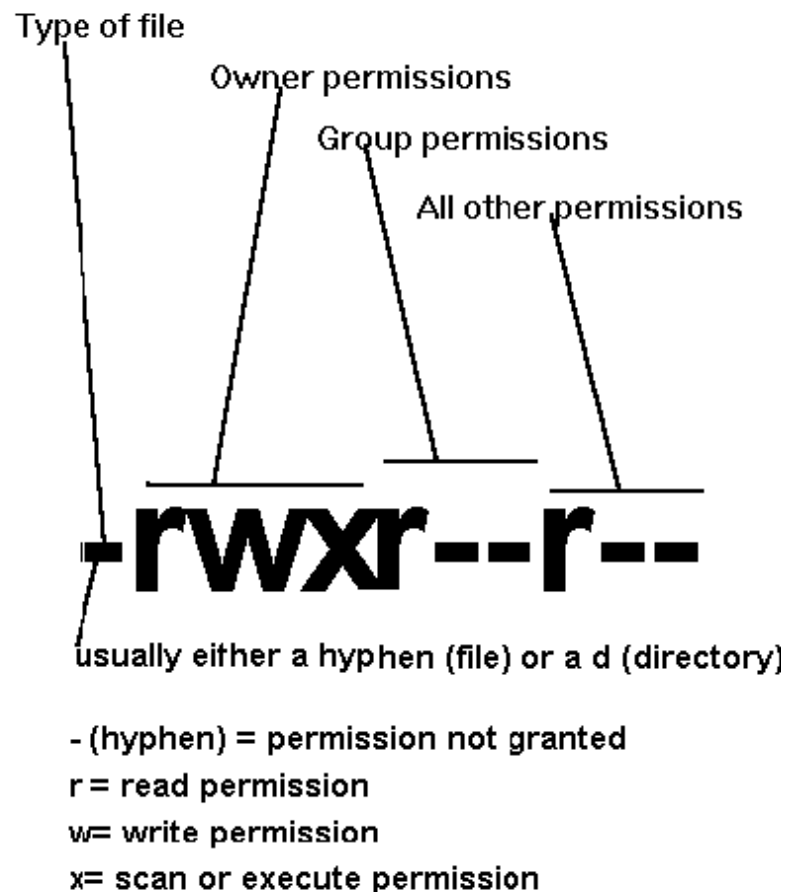 Type of file
Owner permissions
Group permissions
All other permissions
-rwxr--r--
usually either a hyphen (file) or a d (directory)
- (hyphen) = permission not granted
r = read permission
w= write permission
x= scan or execute permission